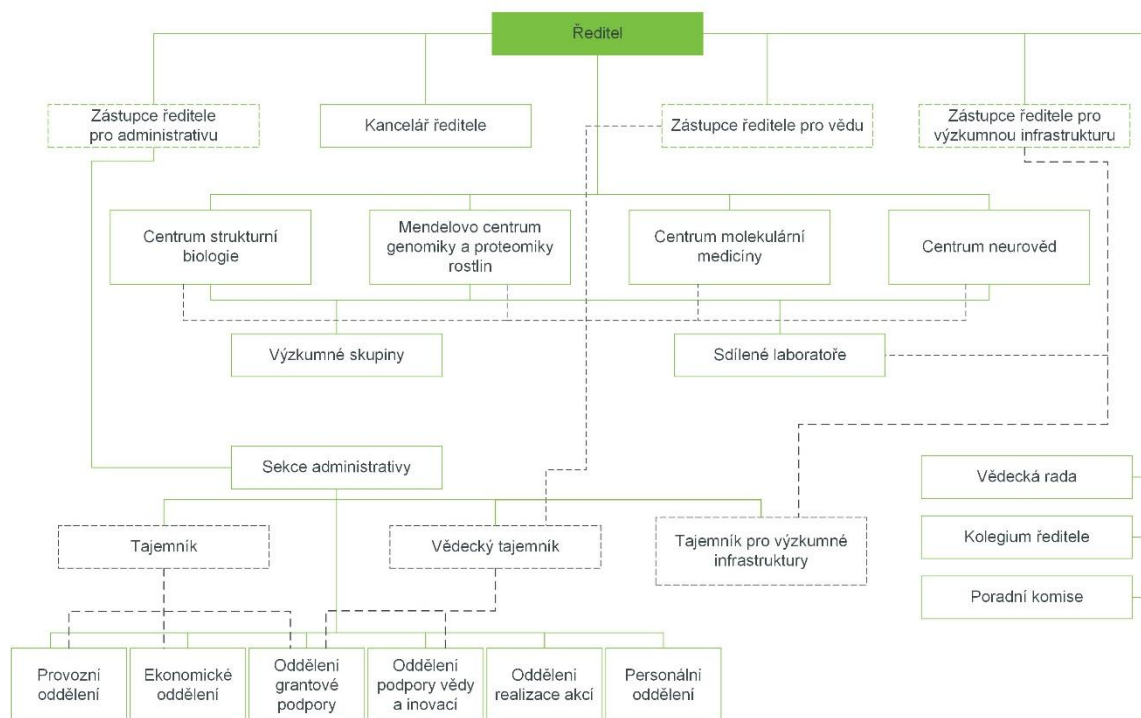 Ředitel
Zástupce ředitele
pro administrativu
Kancelář ředitele
Zástupce ředitele pro vědu
Zástupce ředitele pro
výzkumnou infrastrukturu
Centrum strukturní
biologie
Mendelovo centrum
genomiky a proteomiky
rostlin
Centrum molekulární
medicíny
Centrum neurověd
Výzkumné skupiny
Sdílené laboratoře
Sekce administrativy
Vědecká rada
Tajemník
Vědecký tajemník
Tajemník pro výzkumné
infrastruktury
Kolegium ředitele
Poradní komise
Provozní
oddělení
Ekonomické
oddělení
Oddělení
grantové
podpory
Oddělení
podpory vědy
a inovací
Oddělení
realizace akcí
Personální
oddělení